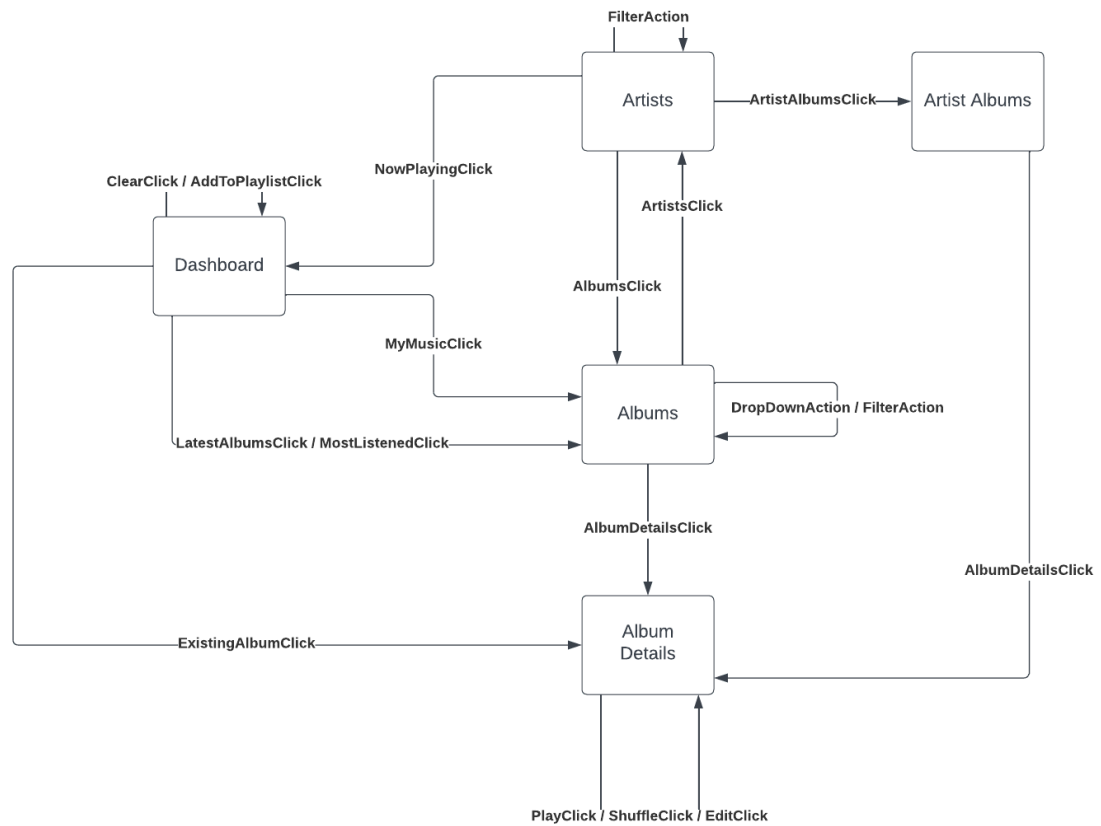 FilterAction
Artists
ArtistAlbumsClick
Artist Albums
NowPlayingClick
ClearClick / AddToPlaylistClick
ArtistsClick
Dashboard
AlbumsClick
MyMusicClick
Albums
DropDownAction / FilterAction
LatestAlbumsClick / MostListenedClick
AlbumDetailsClick
AlbumDetailsClick
Album
Details
ExistingAlbumClick
PlayClick / ShuffleClick / EditClick